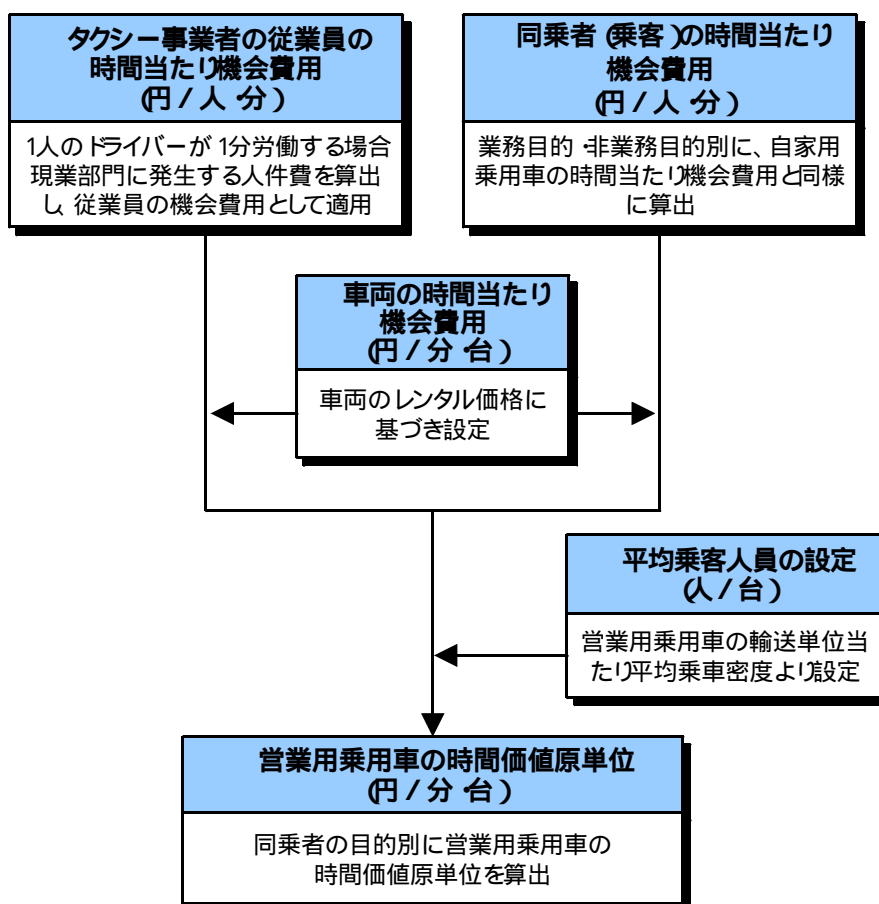 タクシー事業者の従業員の
時間当たり機会費用
(円/人・分)
1人のドライバーが1分労働する場合
現業部門に発生する人件費を算出
し、従業員の機会費用として適用
同乗者(乗客)の時間当たり
機会費用
(円/人・分)
業務目的・非業務目的別に、自家用
乗用車の時間当たり機会費用と同様
に算出
車両の時間当たり
機会費用
(円/分・台)
車両のレンタル価格に
基づき設定
平均乗客人員の設定
(人/台)
営業用乗用車の輸送単位当
たり平均乗車密度より設定
営業用乗用車の時間価値原単位
(円/分・台)
同乗者の目的別に営業用乗用車の
時間価値原単位を算出